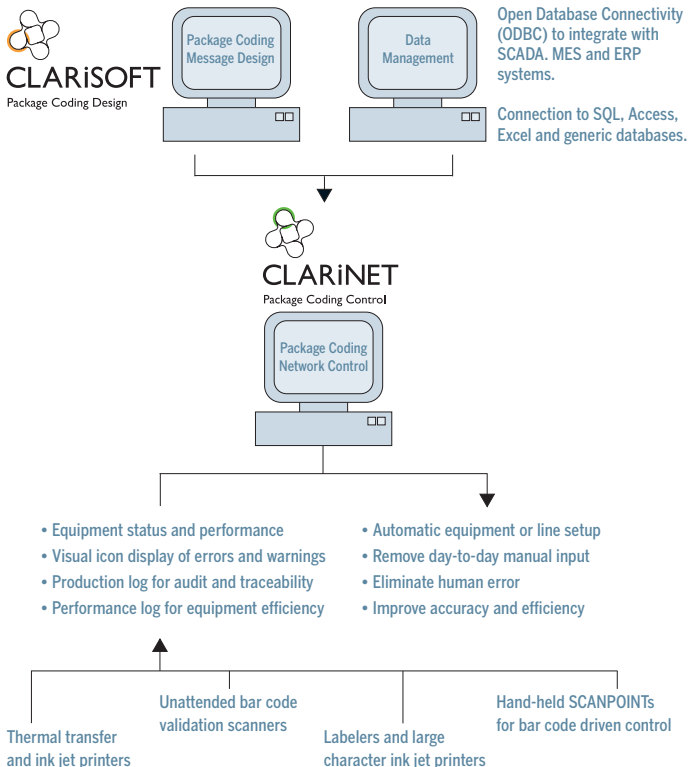 CLARiSOFT
Package Coding Design
Package Coding
Message Design
Data
Management
Open Database Connectivity
(ODBC) to integrate with
SCADA. MES and ERP
systems.
Connection to SQL, Access,
Excel and generic databases.
CLARiNET
Package Coding Control
Package Coding
Network Control
• Equipment status and performance
• Visual icon display of errors and warnings
• Production log for audit and traceability
• Performance log for equipment efficiency
• Automatic equipment or line setup
• Remove day-to-day manual input
• Eliminate human error
• Improve accuracy and efficiency
Thermal transfer
and ink jet printers
Unattended bar code
validation scanners
Labelers and large
character ink jet printers
Hand-held SCANPOINTs
for bar code driven control